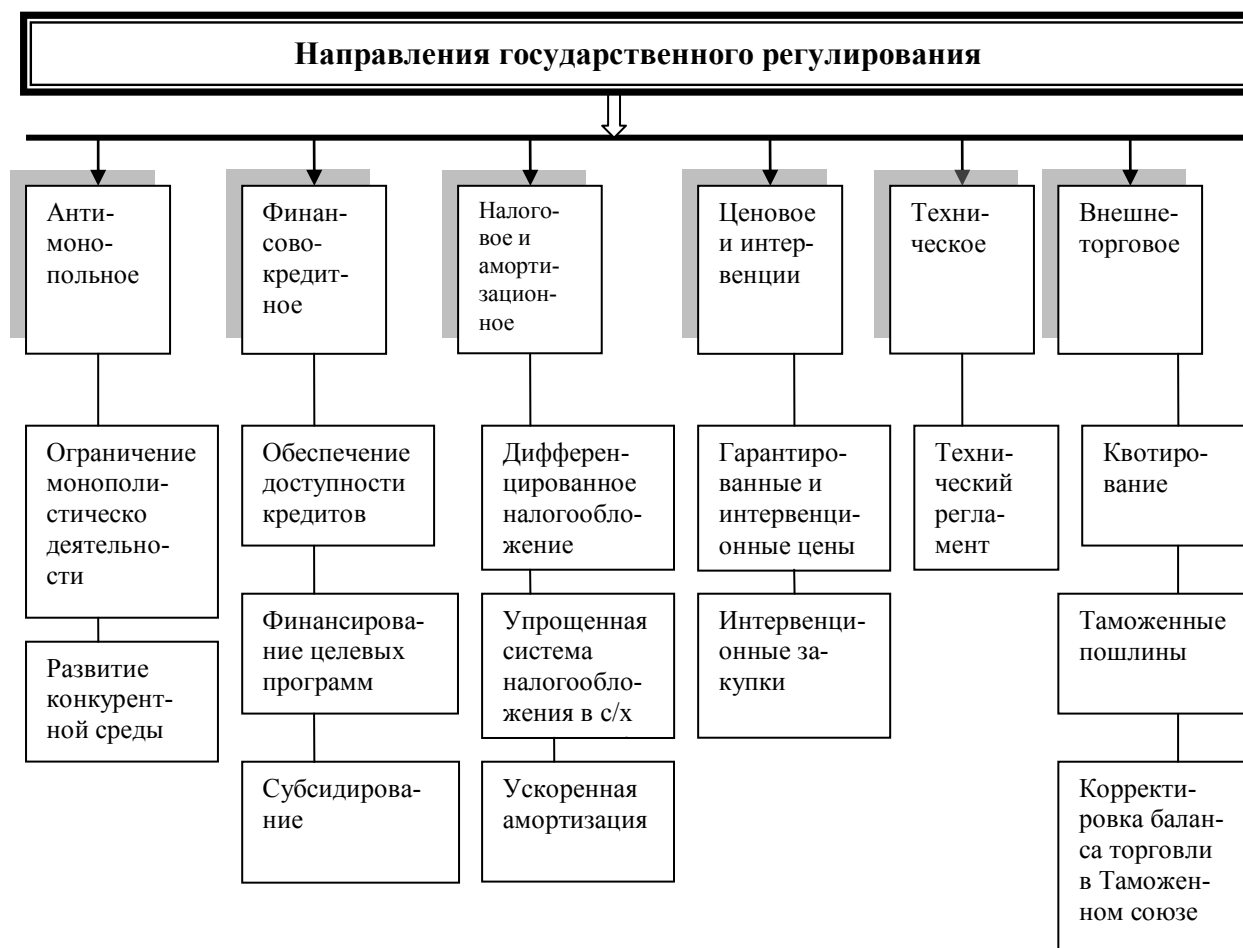 Направления государственного регулирования
Анти-
моно-
польное
Финан-
сово-
кредит-
ное
Налого-
вое и
аморти-
зацион-
ное
Ценовое
и интер-
венции
Техни-
ческое
Внешне-
торговое
Ограничение
монополи-
стическо
деятельно-
сти
Развитие
конкурент-
ной среды
Обеспечение
доступности
кредитов
Финансирова-
ние целевых
программ
Субсидирова-
ние
Дифферен-
цированное
налогообло-
жение
Упрощенная
система
налогообло-
жения в с/х
Ускоренная
амортизация
Гарантиро-
ванные и
интервенци-
онные цены
Интервенци-
онные за-
купки
Техни-
ческий
регла-
мент
Квотиро-
вание
Таможенные
пошлины
Корректи-
ровка балан-
са торговли
в Таможен-
ном союзе